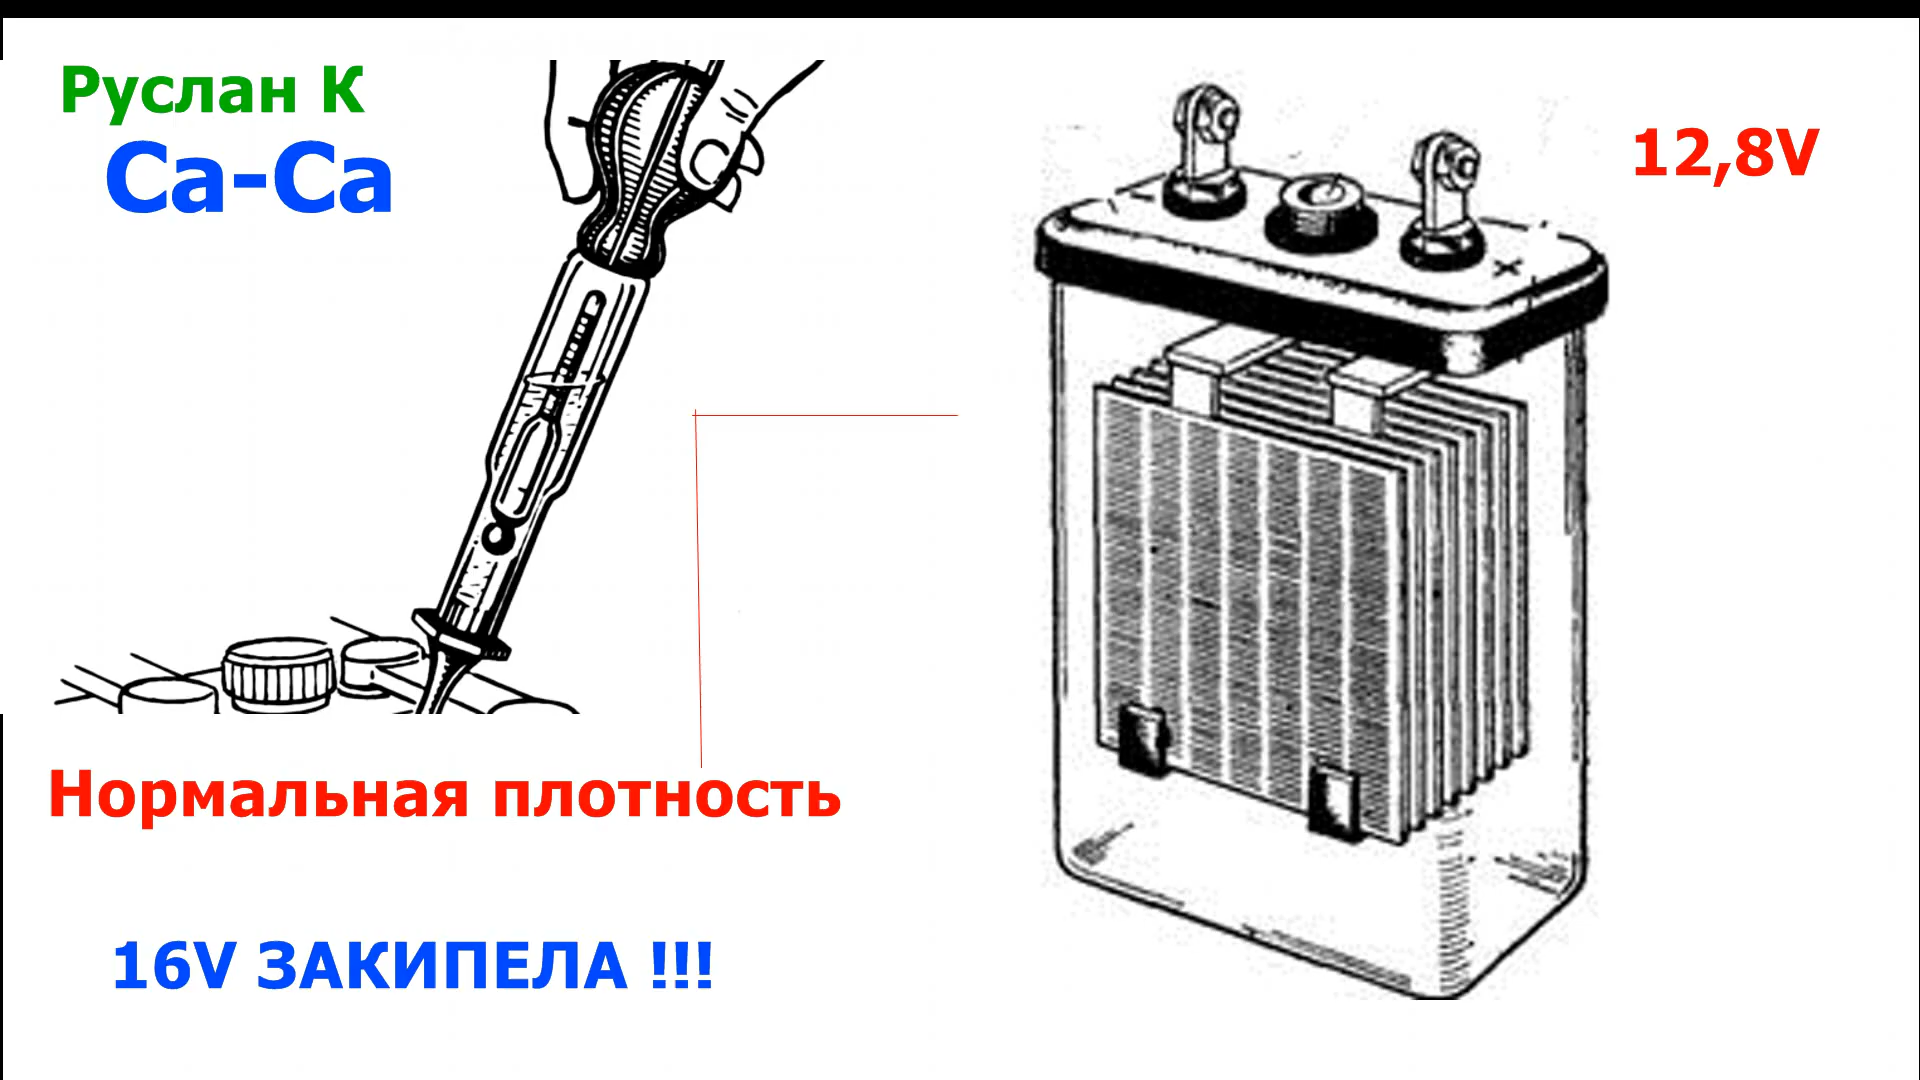 Руслан К
Ca-Ca
12,8V
Нормальная плотность
16V ЗАКИПЕЛА !!!